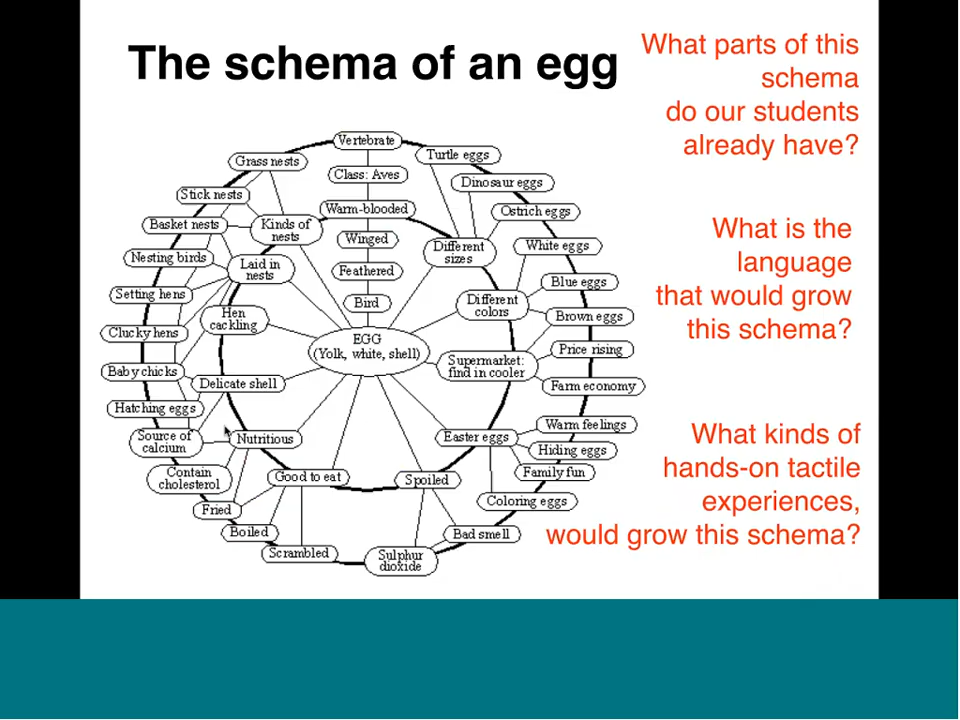 The schema of an egg
What parts of this
schema
do our students
already have?
What is the
language
that would grow
this schema?
What kinds of
hands-on tactile
experiences,
would grow this schema?
Vertebrate
Class: Aves
Warm-blooded
Winged
Feathered
Bird
EGG
(Yolk, white, shell)
Grass nests
Stick nests
Basket nests
Kinds of
nests
Nesting birds
Laid in
nests
Setting hens
Hen
cackling
Clucky hens
Baby chicks
Delicate shell
Hatching eggs
Source of
calcium
Nutritious
Contain
cholesterol
Fried
Good to eat
Boiled
Scrambled
Spoiled
Sulphur
dioxide
Bad smell
Turtle eggs
Dinosaur eggs
Ostrich eggs
Different
sizes
White eggs
Blue eggs
Different
colors
Brown eggs
Price rising
Supermarket:
find in cooler
Farm economy
Easter eggs
Warm feelings
Hiding eggs
Family fun
Coloring eggs